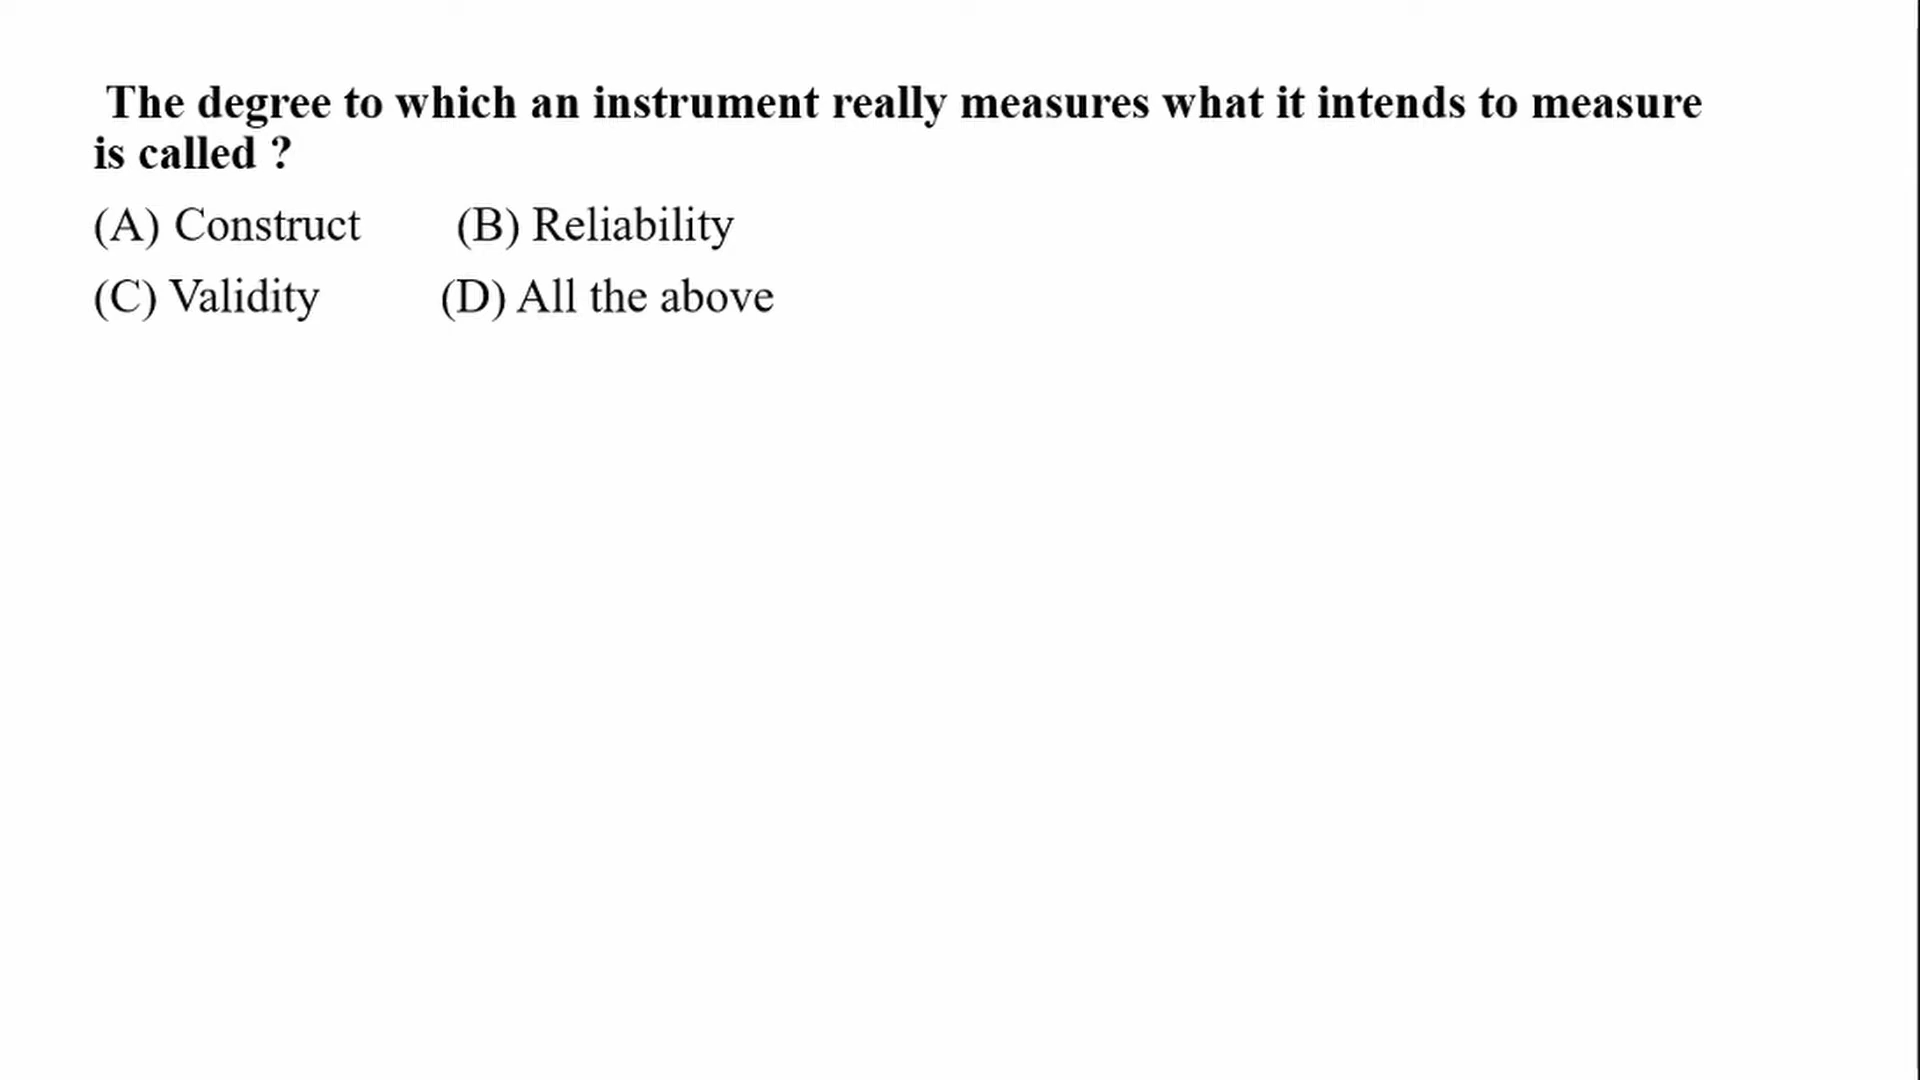 The degree to which an instrument really measures what it intends to measure
is called ?
(A) Construct (B) Reliability
(C) Validity (D) All the above